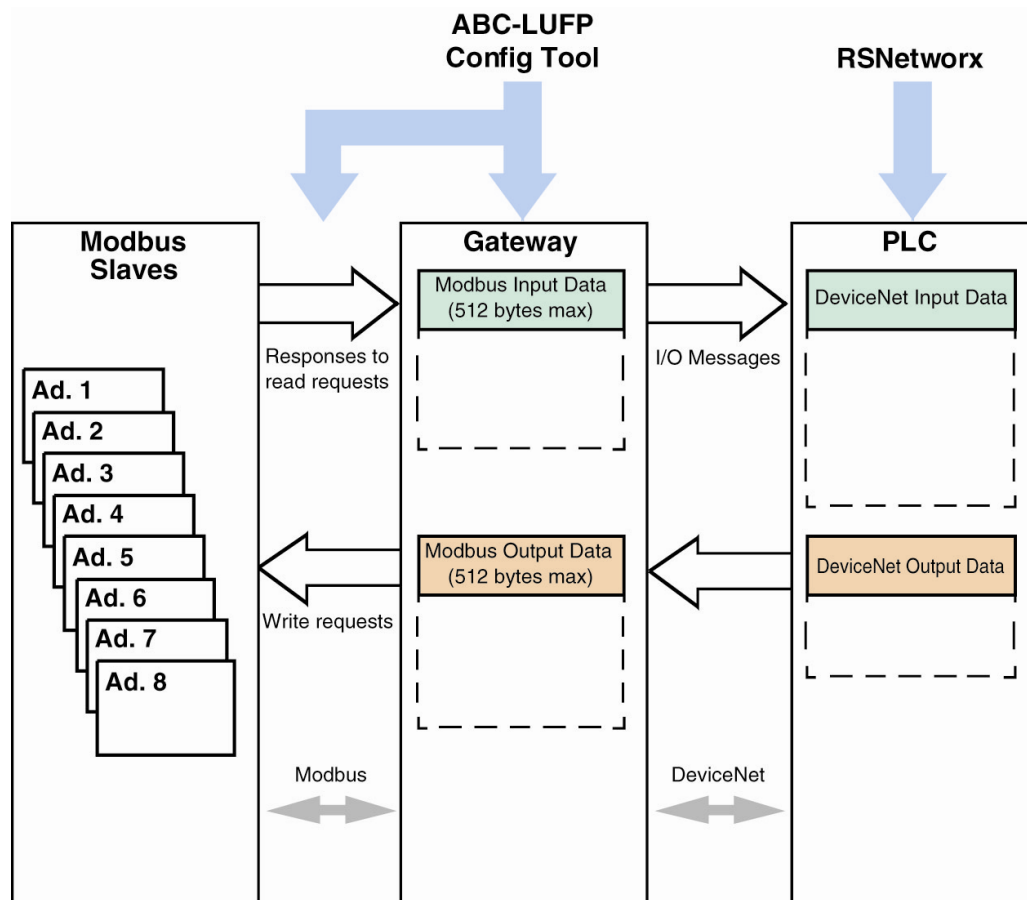 ABC-LUFP
Config Tool
RSNetworx
Modbus
Slaves
Gateway
PLC
Modbus Input Data
(512 bytes max)
DeviceNet Input Data
Responses to
read requests
I/O Messages
Ad. 1
Ad. 2
Ad. 3
Ad. 4
Ad. 5
Ad. 6
Ad. 7
Ad. 8
Modbus Output Data
(512 bytes max)
DeviceNet Output Data
Write requests
Modbus
DeviceNet